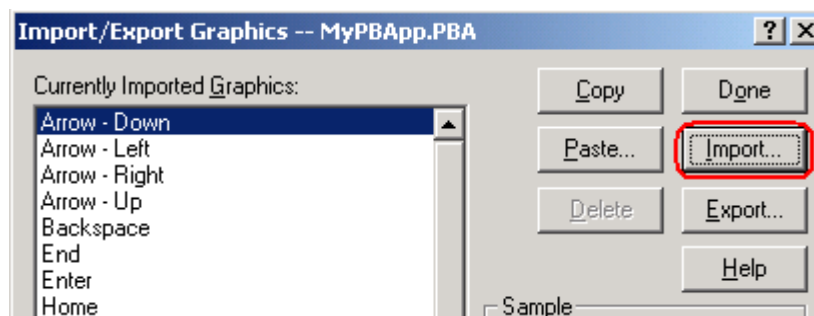 Import/Export Graphics -- MyPBApp.PBA
Currently Imported Graphics:
Arrow - Down
Arrow - Left
Arrow - Right
Arrow - Up
Backspace
End
Enter
Home
Copy
Done
Paste...
Import...
Delete
Export...
Help
Sample